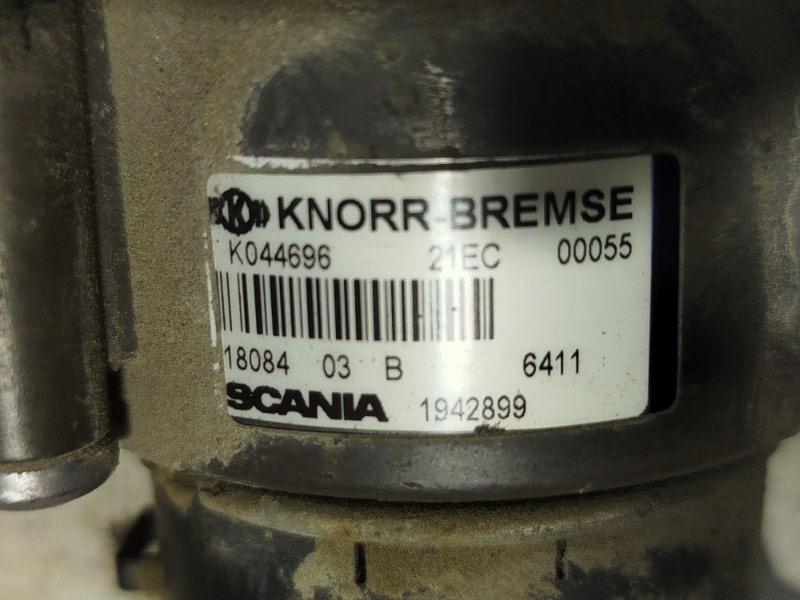 K KNORR-BREMSE
K044696 21EC 00055
18084 03 B 6411
SCANIA 1942899